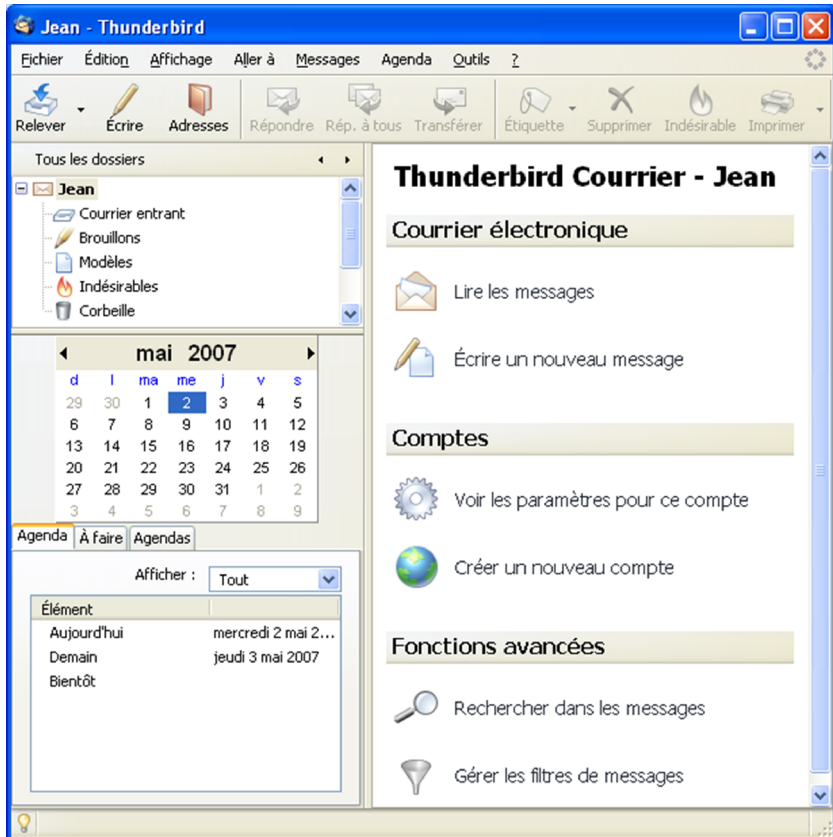 Jean - Thunderbird
Fichier Édition Affichage Aller à Messages Agenda Outils ?
Relever Écrire Adresses Répondre Rép. à tous Transférer Étiquette Supprimer Indésirable Imprimer
Tous les dossiers
Jean
Courrier entrant
Brouillons
Modèles
Indésirables
Corbeille
mai 2007
d l ma me j v s
29 30 1 2 3 4 5
6 7 8 9 10 11 12
13 14 15 16 17 18 19
20 21 22 23 24 25 26
27 28 29 30 31 1 2
3 4 5 6 7 8 9
Agenda À faire Agendas
Afficher : Tout
Élément
Aujourd'hui mercredi 2 mai 2...
Demain jeudi 3 mai 2007
Bientôt
Thunderbird Courrier - Jean
Courrier électronique
Lire les messages
Écrire un nouveau message
Comptes
Voir les paramètres pour ce compte
Créer un nouveau compte
Fonctions avancées
Rechercher dans les messages
Gérer les filtres de messages